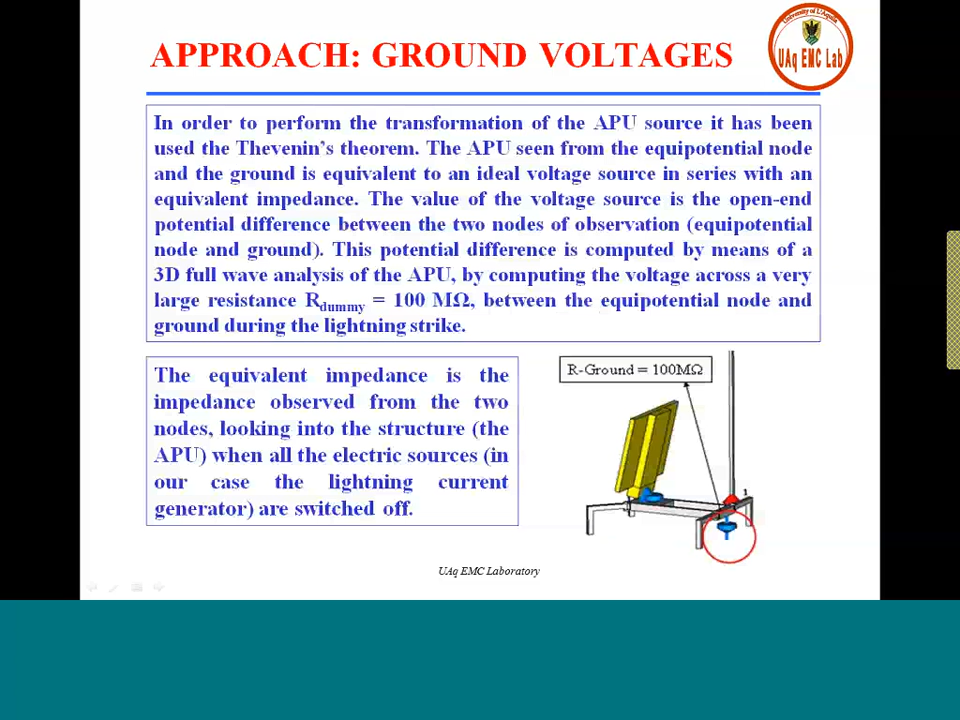 University of L'Aquila
UAq EMC Lab
APPROACH: GROUND VOLTAGES
In order to perform the transformation of the APU source it has been
used the Thevenin's theorem. The APU seen from the equipotential node
and the ground is equivalent to an ideal voltage source in series with an
equivalent impedance. The value of the voltage source is the open-end
potential difference between the two nodes of observation (equipotential
node and ground). This potential difference is computed by means of a
3D full wave analysis of the APU, by computing the voltage across a very
large resistance Rdummy = 100 MΩ, between the equipotential node and
ground during the lightning strike.
The equivalent impedance is the
impedance observed from the two
nodes, looking into the structure (the
APU) when all the electric sources (in
our case the lightning current
generator) are switched off.
R-Ground = 100MΩ
1
UAq EMC Laboratory